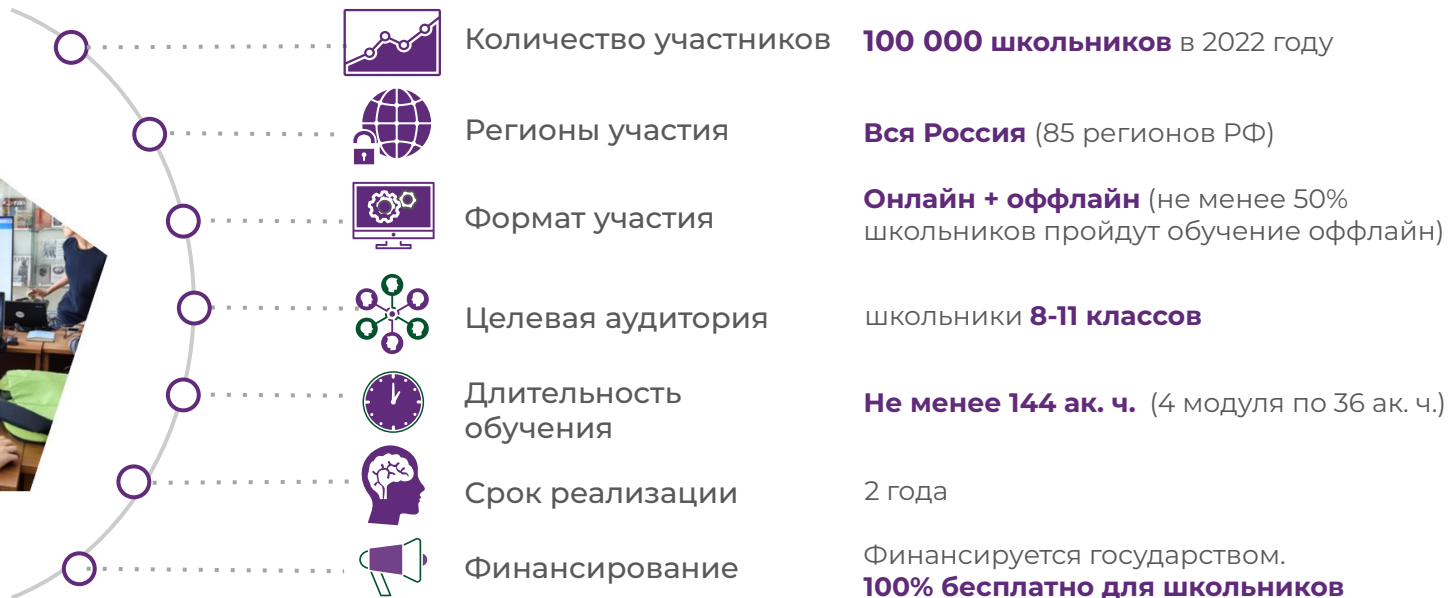 Количество участников 100 000 школьников в 2022 году
Регионы участия Вся Россия (85 регионов РФ)
Формат участия Онлайн + оффлайн (не менее 50%
школьников пройдут обучение оффлайн)
Целевая аудитория школьники 8-11 классов
Длительность
обучения Не менее 144 ак. ч. (4 модуля по 36 ак. ч.)
Срок реализации 2 года
Финансирование Финансируется государством.
100% бесплатно для школьников